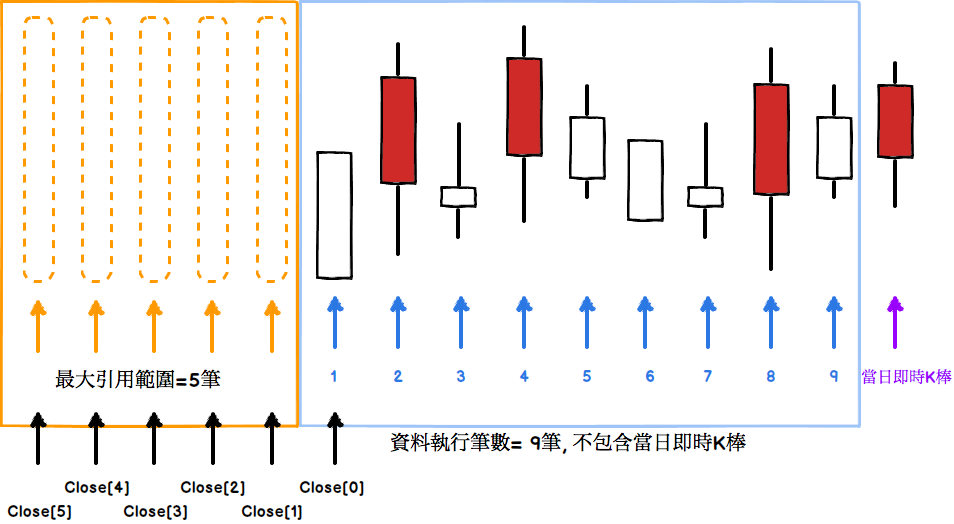 1 2 3 4 5 6 7 8 9 當日即時K棒
最大引用範圍=5筆
資料執行筆數= 9筆, 不包含當日即時K棒
Close[4] Close[2] Close[0]
Close[5] Close[3] Close[1]